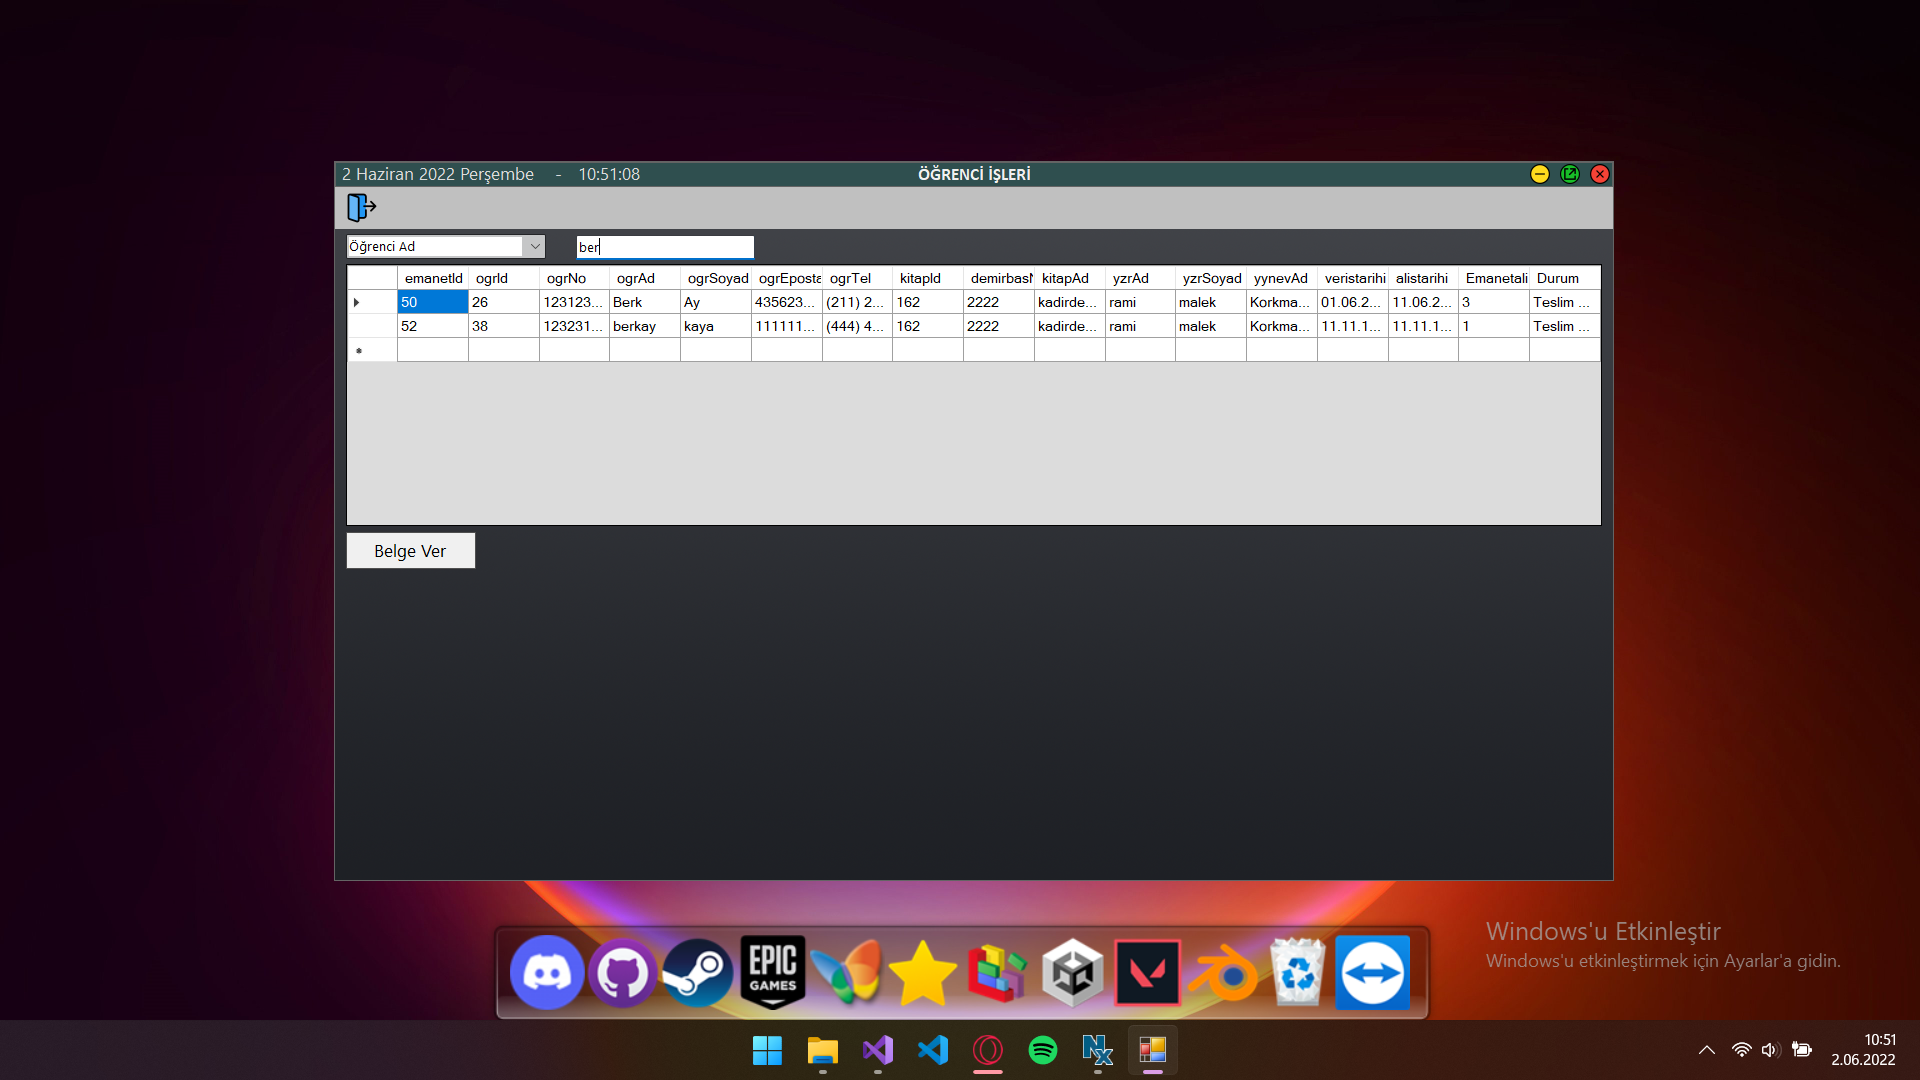 2 Haziran 2022 Perşembe - 10:51:08 ÖĞRENCİ İŞLERİ
Öğrenci Ad ber
emanetId ogrId ogrNo ogrAd ogrSoyad ogrEposta ogrTel kitapId demirbasN kitapAd yzrAd yzrSoyad yynevAd veristarihi alistarihi Emanetali Durum
50 26 123123... Berk Ay 435623... (211) 2... 162 2222 kadirde... rami malek Korkma... 01.06.2... 11.06.2... 3 Teslim ...
52 38 123231... berkay kaya 111111... (444) 4... 162 2222 kadirde... rami malek Korkma... 11.11.1... 11.11.1... 1 Teslim ...
Belge Ver
Windows'u Etkinleştir
Windows'u etkinleştirmek için Ayarlar'a gidin.
EPIC
GAMES
10:51
2.06.2022